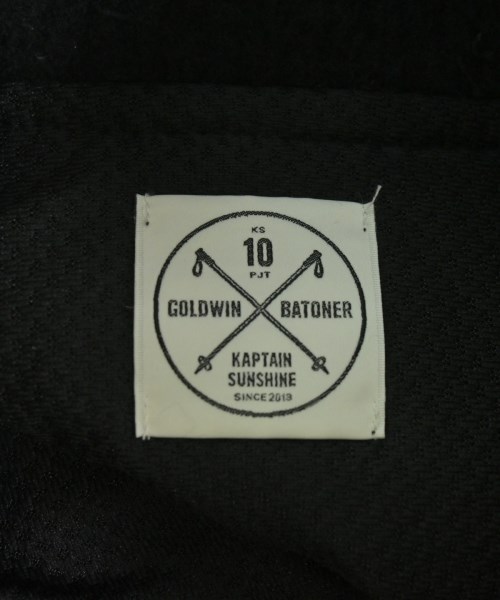 KS
10
PJT
GOLDWIN BATONER
KAPTAIN
SUNSHINE
SINCE 2013